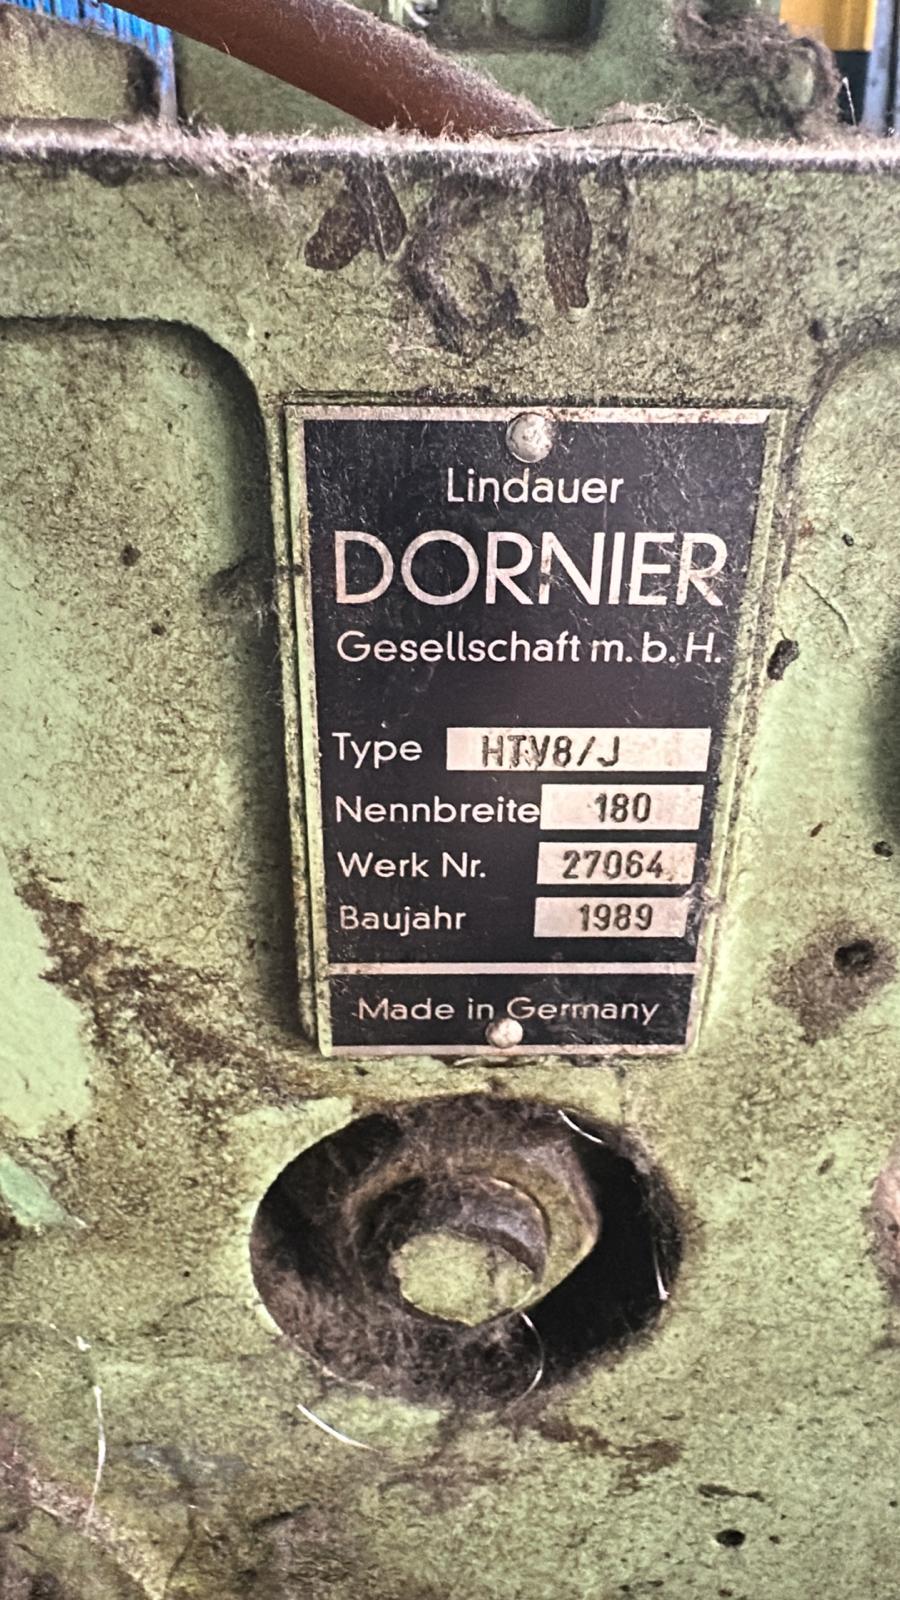 Lindauer
DORNIER
Gesellschaft m. b. H.
Type HTV8/J
Nennbreite 180
Werk Nr. 27064
Baujahr 1989
Made in Germany